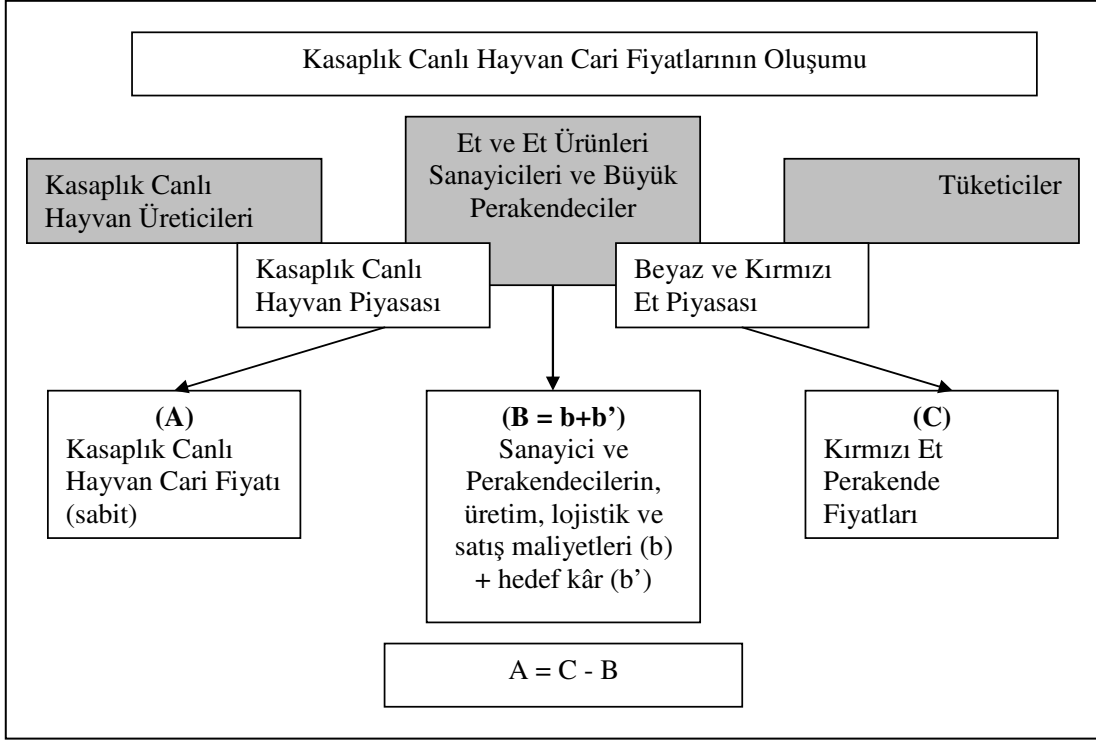 Kasaplık Canlı Hayvan Cari Fiyatlarının Oluşumu
Kasaplık Canlı
Hayvan Üreticileri
Et ve Et Ürünleri
Sanayicileri ve Büyük
Perakendeciler
Tüketiciler
Kasaplık Canlı
Hayvan Piyasası
Beyaz ve Kırmızı
Et Piyasası
(A)
Kasaplık Canlı
Hayvan Cari Fiyatı
(sabit)
(B = b+b’)
Sanayici ve
Perakendecilerin,
üretim, lojistik ve
satış maliyetleri (b)
+ hedef kâr (b’)
(C)
Kırmızı Et
Perakende
Fiyatları
A = C - B